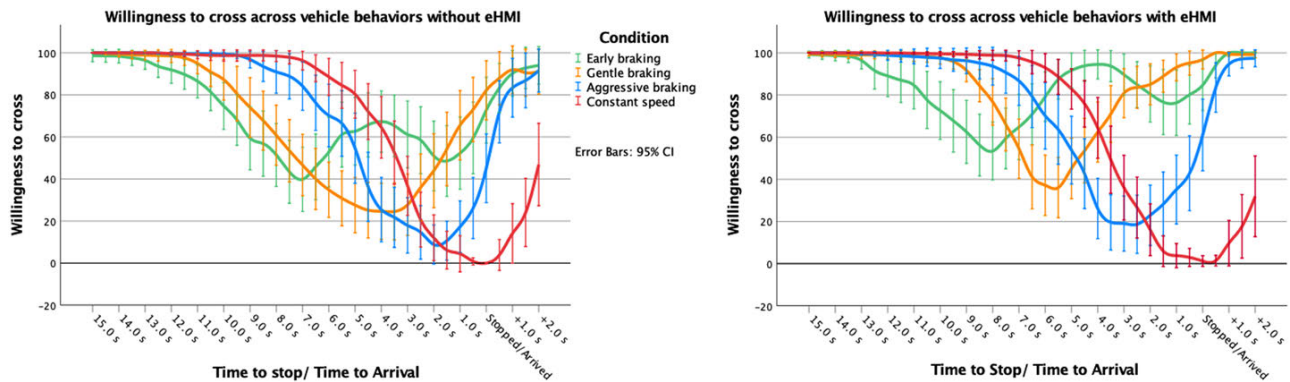 Willingness to cross across vehicle behaviors without eHMI
Willingness to cross
100
80
60
40
20
0
−20
15.0 s
14.0 s
13.0 s
12.0 s
11.0 s
10.0 s
9.0 s
8.0 s
7.0 s
6.0 s
5.0 s
4.0 s
3.0 s
2.0 s
1.0 s
Stopped/Arrived
+1.0 s
+2.0 s
Time to stop/ Time to Arrival
Condition
Early braking
Gentle braking
Aggressive braking
Constant speed
Error Bars: 95% CI
Willingness to cross across vehicle behaviors with eHMI
Willingness to cross
100
80
60
40
20
0
−20
15.0 s
14.0 s
13.0 s
12.0 s
11.0 s
10.0 s
9.0 s
8.0 s
7.0 s
6.0 s
5.0 s
4.0 s
3.0 s
2.0 s
1.0 s
Stopped/Arrived
+1.0 s
+2.0 s
Time to Stop/ Time to Arrival